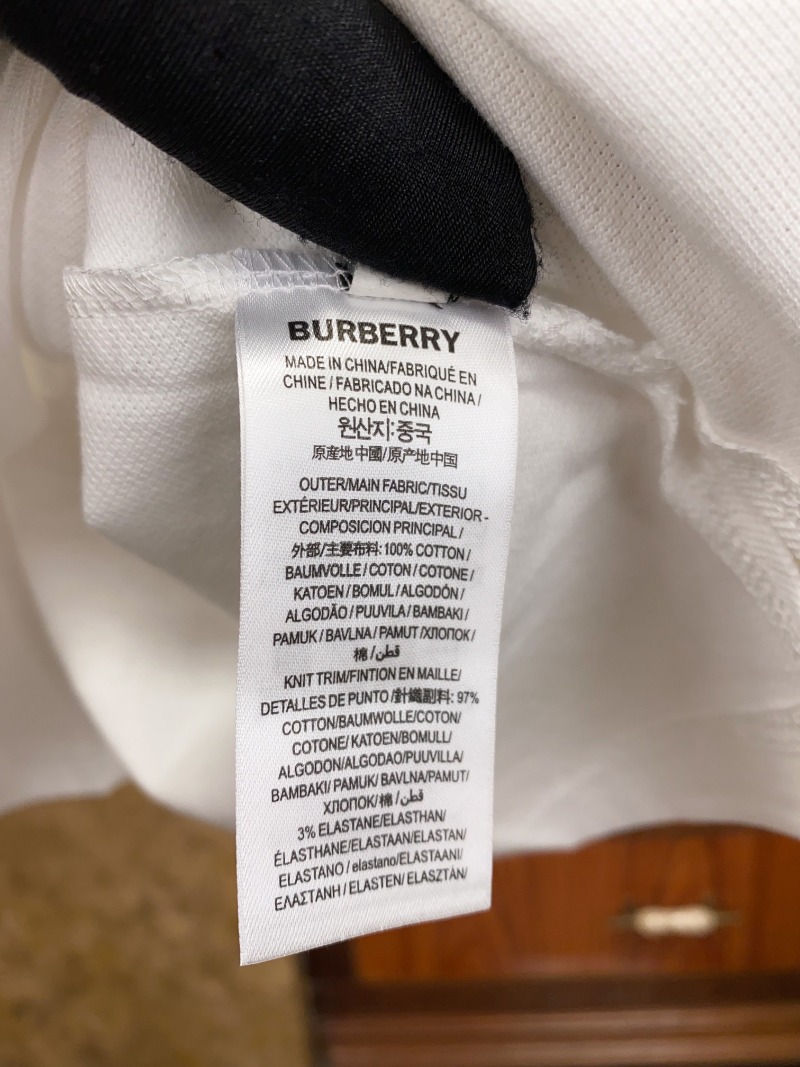 BURBERRY
MADE IN CHINA/FABRIQUÉ EN
CHINE / FABRICADO NA CHINA /
HECHO EN CHINA
원산지:중국
原産地 中國/原产地中国
OUTER/MAIN FABRIC/TISSU
EXTÉRIEUR/PRINCIPAL/EXTERIOR -
COMPOSICION PRINCIPAL /
外部/主要布料: 100% COTTON /
BAUMVOLLE / COTON / COTONE /
KATOEN / BOMUL / ALGODÓN /
ALGODÃO / PUUVILA / BAMBAKI /
PAMUK / BAVLNA / PAMUT /ХЛОПОК /
棉 /قطن
KNIT TRIM/FINTION EN MAILLE/
DETALLES DE PUNTO /針織副料: 97%
COTTON/BAUMWOLLE/COTON/
COTONE/ KATOEN/BOMULL/
ALGODON/ALGODAO/PUUVILLA/
BAMBAKI/ PAMUK/ BAVLNA/PAMUT/
ХЛОПОК/棉 /قطن
3% ELASTANE/ELASTHAN/
ÉLASTHANE/ELASTAAN/ELASTAN/
ELASTANO / elastano/ELASTAANI/
ΕΛΑΣΤΑΝΗ / ELASTEN/ ELASZTÁN/